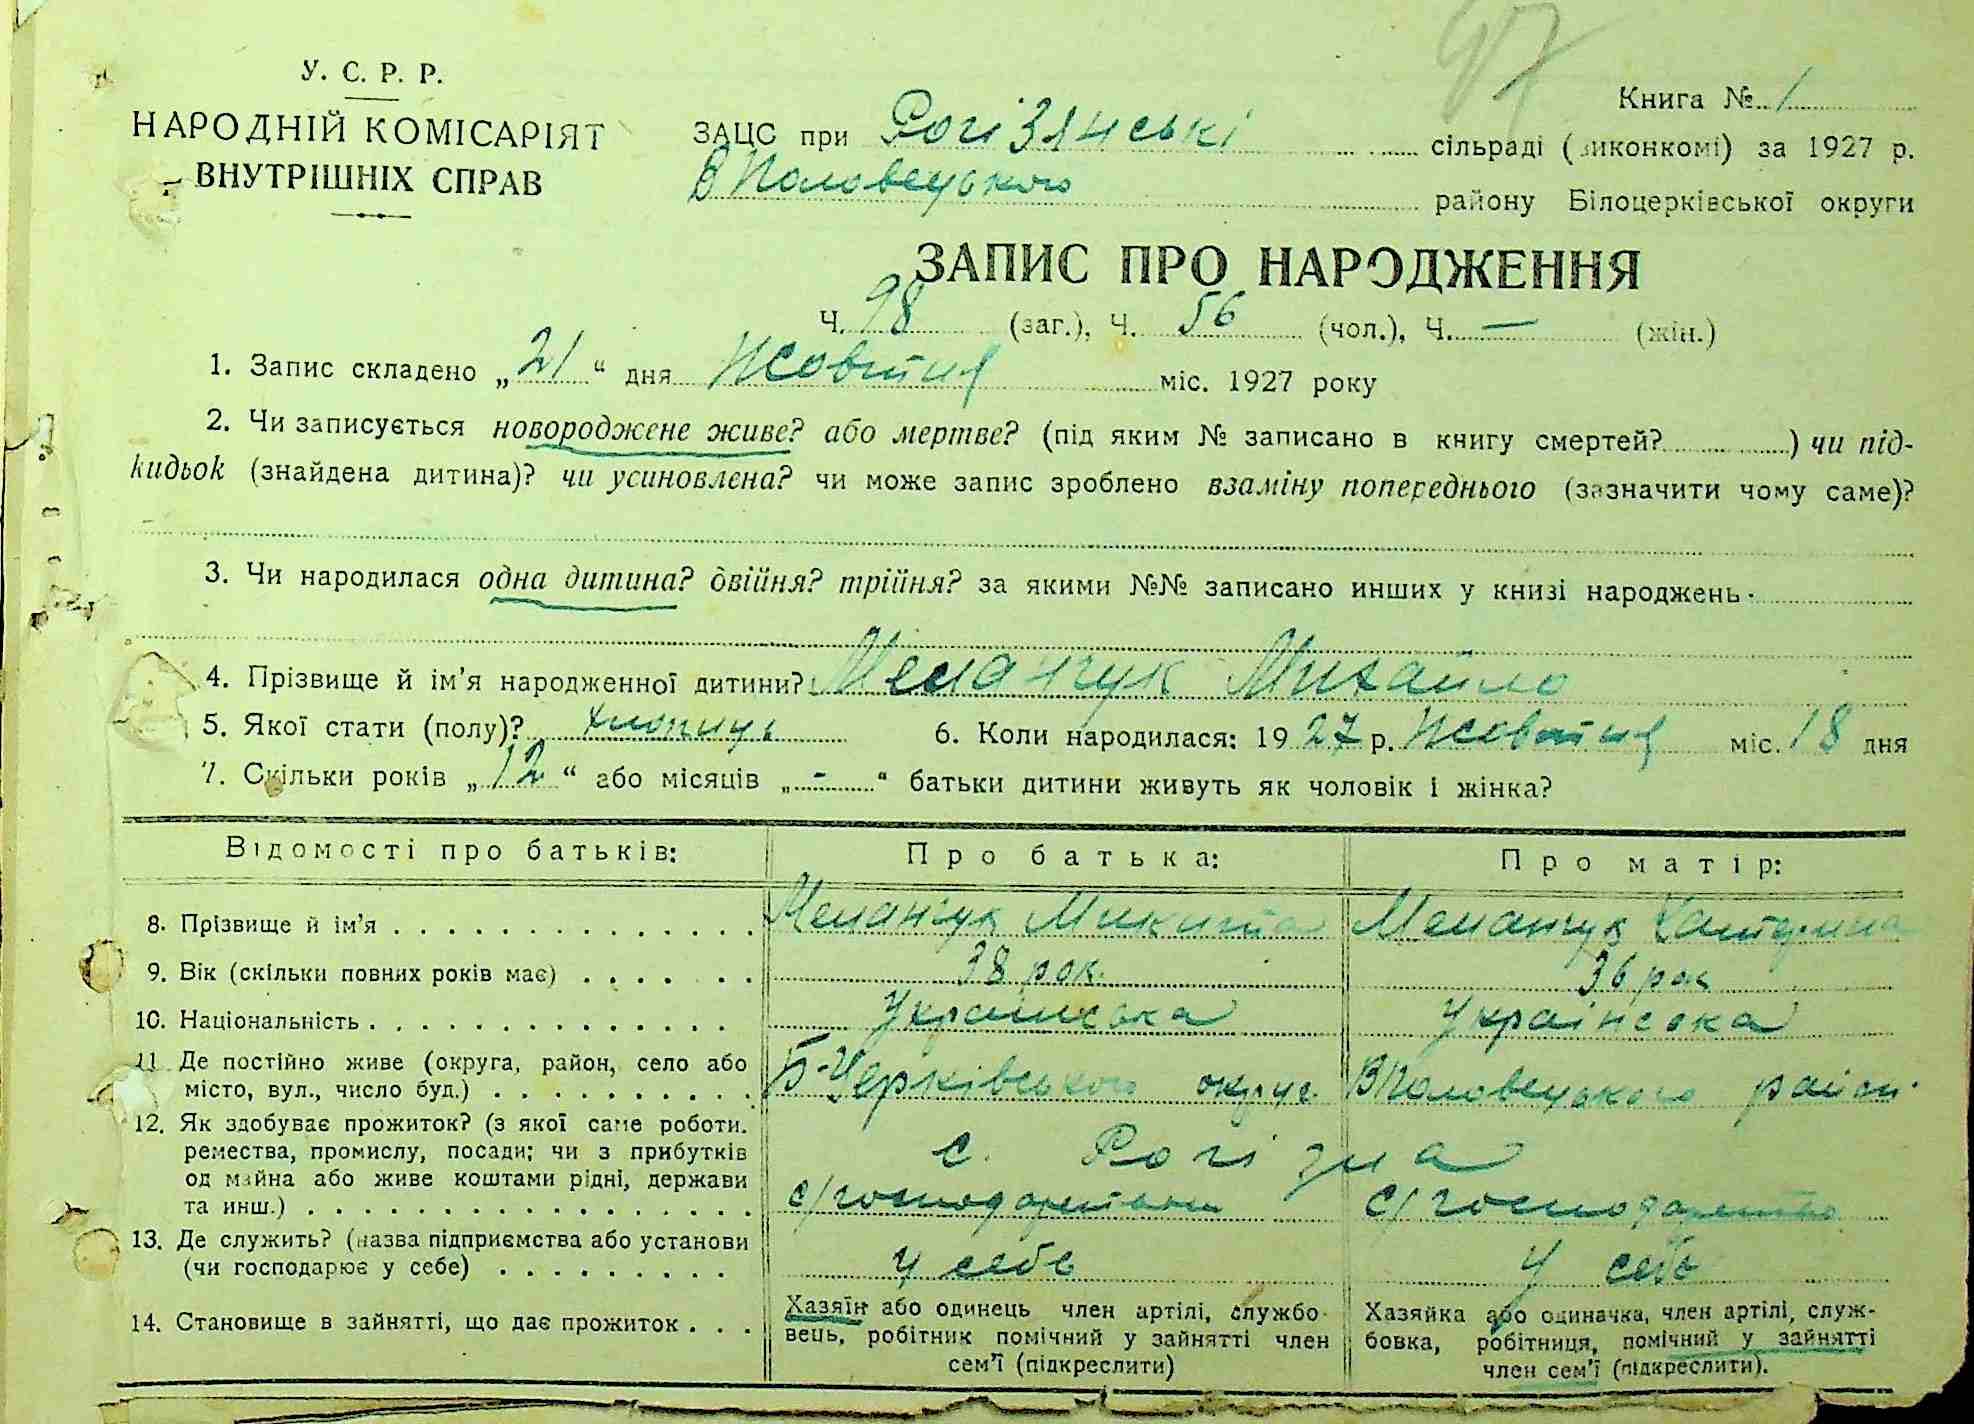 47
У. С. Р. Р.
НАРОДНІЙ КОМІСАРІЯТ
ВНУТРІШНІХ СПРАВ
Книга № 1
ЗАЦС при Рогізянські сільраді (виконкомі) за 1927 р.
ВПоловецького району Білоцерківської округи
ЗАПИС ПРО НАРОДЖЕННЯ
Ч. 98 (заг.), Ч. 56 (чол.), Ч. — (жін.)
1. Запис складено „ 21 “ дня Жовтня міс. 1927 року
2. Чи записується новороджене живе? або мертве? (під яким № записано в книгу смертей? ) чи під-
кидьок (знайдена дитина)? чи усиновлена? чи може запис зроблено взаміну попереднього (зазначити чому саме)?
3. Чи народилася одна дитина? двійня? трійня? за якими №№ записано инших у книзі народжень
4. Прізвище й ім’я народженної дитини? Меланчук Михайло
5. Якої стати (полу)? хлопиць 6. Коли народилася: 1927 р. Жовтня міс. 18 дня
7. Скільки років „ 12 “ або місяців „ - “ батьки дитини живуть як чоловік і жінка?
Відомості про батьків: Про батька: Про матір:
8. Прізвище й ім’я Меланчук Микита Меланчук
9. Вік (скільки повних років має) 38 рок. 36 рок
10. Національність Українська Українська
11. Де постійно живе (округа, район, село або
місто, вул., число буд.) Б-Черківського округ. ВПоловецького район.
с. Рогізна
12. Як здобуває прожиток? (з якої саме роботи,
ремества, промислу, посади; чи з прибутків
од майна або живе коштами рідні, держави
та инш.) с/господарство с/господарство
13. Де служить? (назва підприємства або установи
(чи господарює у себе) У себе У себе
14. Становище в зайнятті, що дає прожиток
Хазяїн або одинець член артілі, службо-
вець, робітник помічний у зайнятті член
сем’ї (підкреслити)
Хазяйка або одиначка, член артілі, служ-
бовка, робітниця, помічний у зайнятті
член сем’ї (підкреслити).